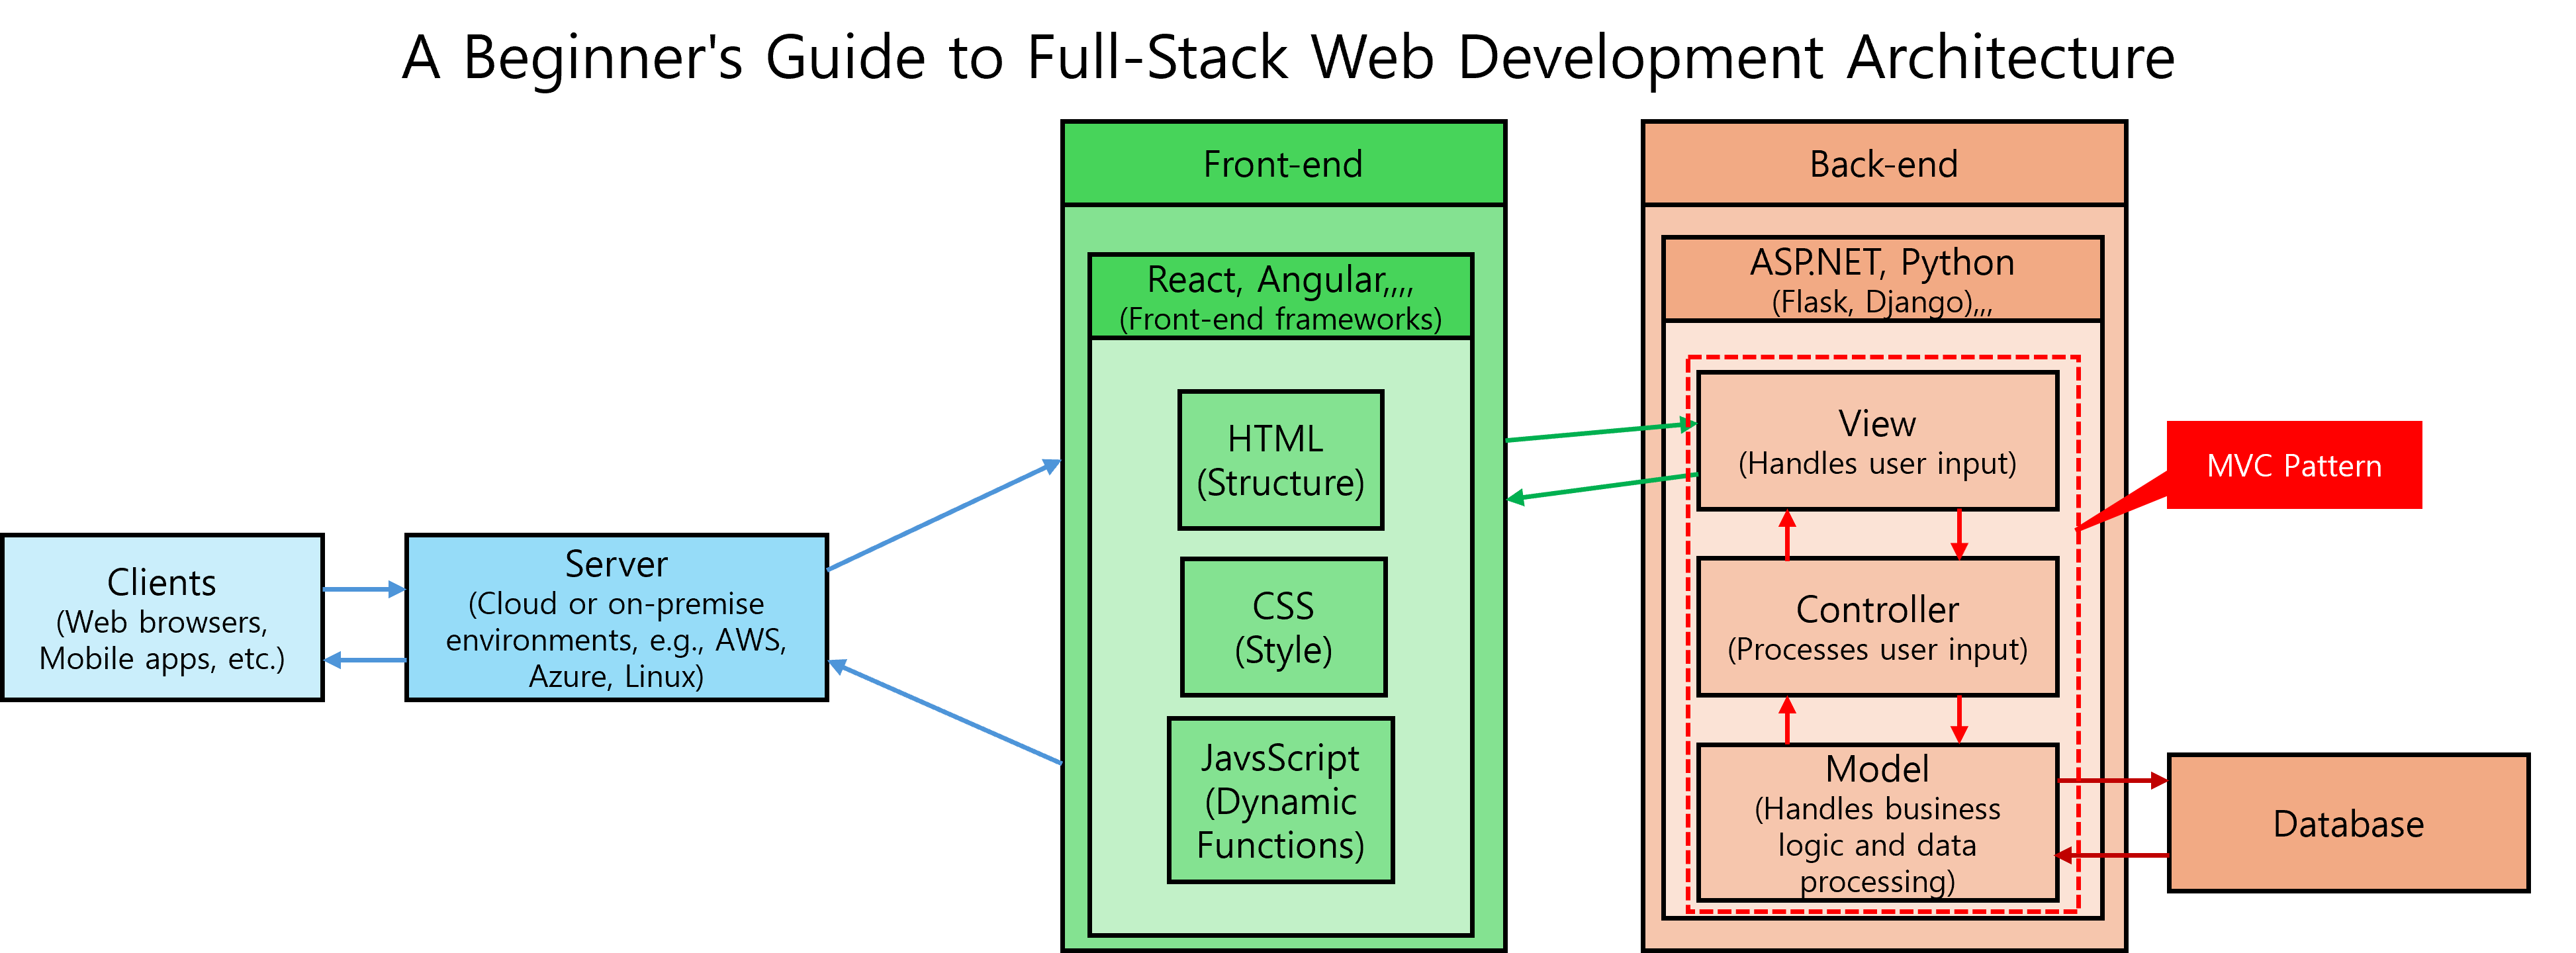 A Beginner's Guide to Full-Stack Web Development Architecture
Clients
(Web browsers,
Mobile apps, etc.)
Server
(Cloud or on-premise
environments, e.g., AWS,
Azure, Linux)
Front-end
React, Angular,,,,
(Front-end frameworks)
HTML
(Structure)
CSS
(Style)
JavsScript
(Dynamic
Functions)
Back-end
ASP.NET, Python
(Flask, Django),,,
View
(Handles user input)
Controller
(Processes user input)
Model
(Handles business
logic and data
processing)
MVC Pattern
Database